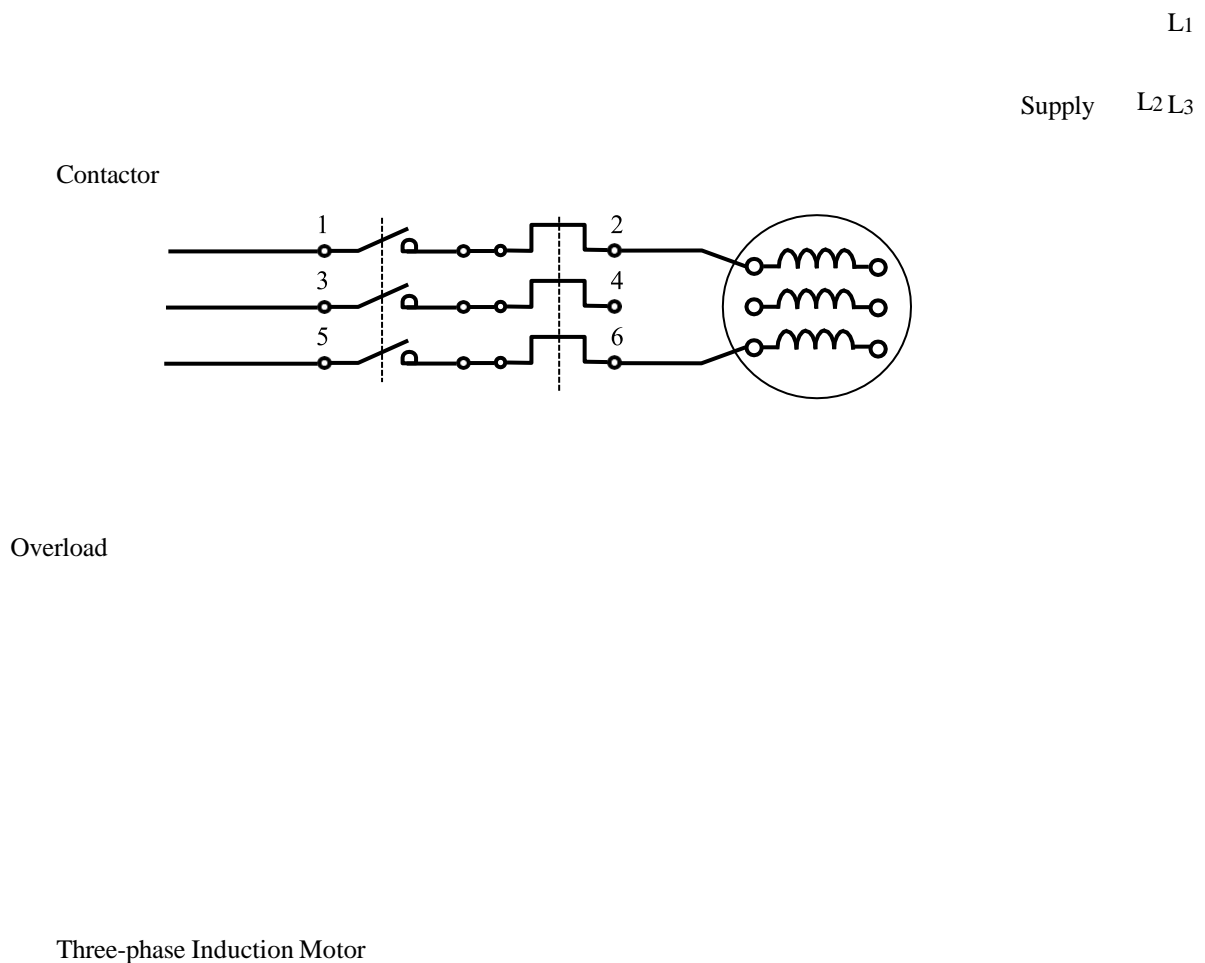 L1
Supply L2 L3
Contactor
1 2
3 4
5 6
Overload
Three-phase Induction Motor